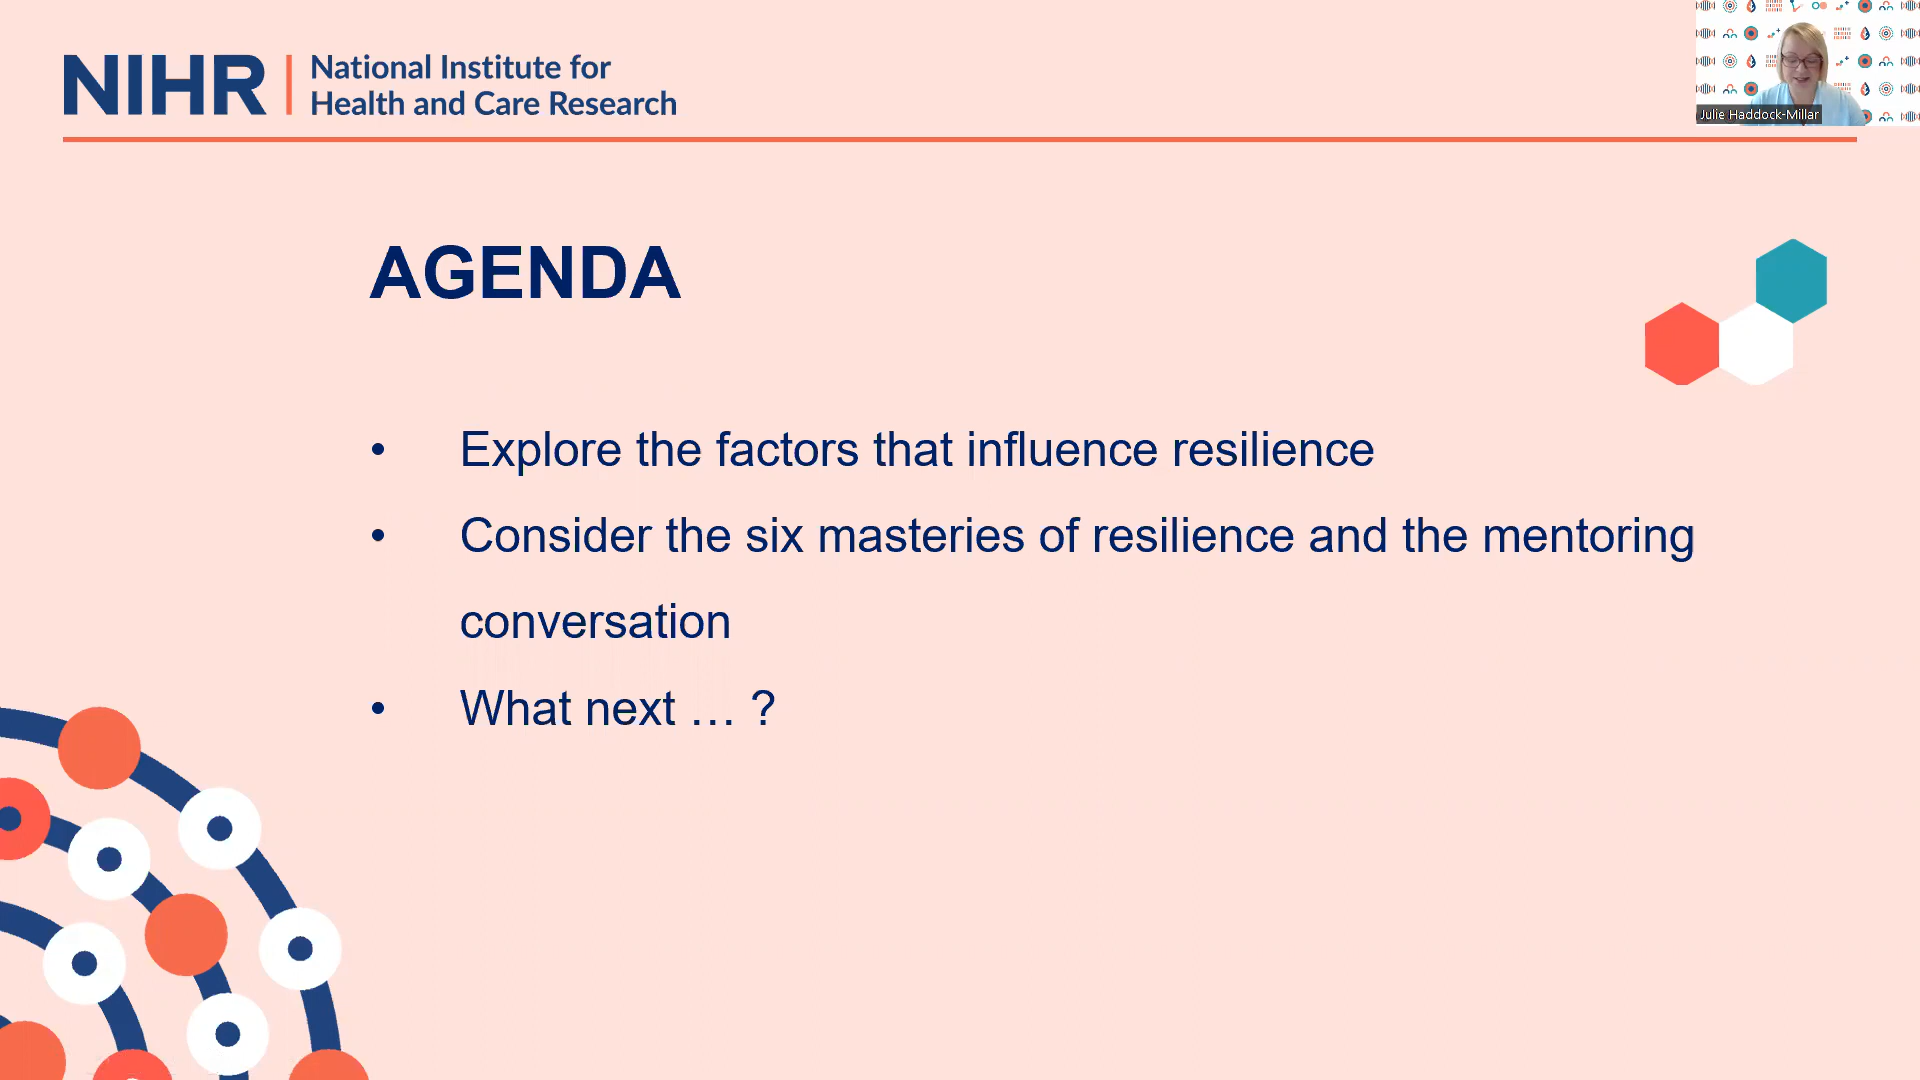 NIHR
National Institute for
Health and Care Research
Julie Haddock-Millar
AGENDA
• Explore the factors that influence resilience
• Consider the six masteries of resilience and the mentoring
conversation
• What next … ?